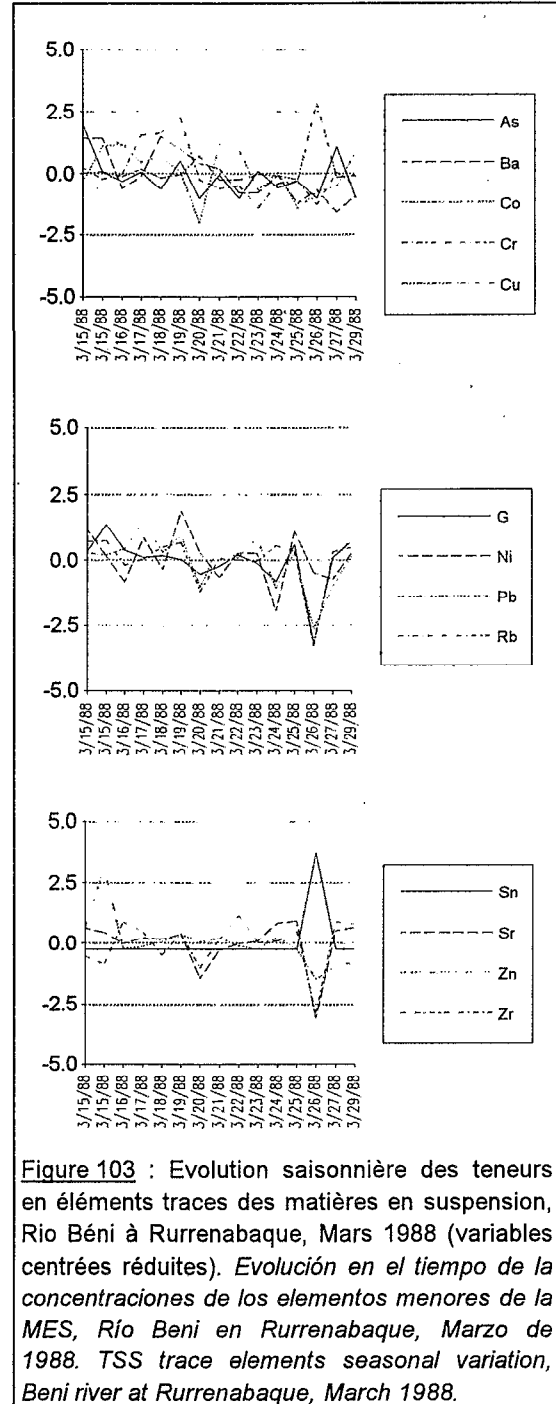 5.0
2.5
0.0
-2.5
-5.0
3/15/88
3/15/88
3/16/88
3/17/88
3/18/88
3/19/88
3/20/88
3/21/88
3/22/88
3/23/88
3/24/88
3/25/88
3/26/88
3/27/88
3/29/88
As
Ba
Co
Cr
Cu
5.0
2.5
0.0
-2.5
-5.0
3/15/88
3/15/88
3/16/88
3/17/88
3/18/88
3/19/88
3/20/88
3/21/88
3/22/88
3/23/88
3/24/88
3/25/88
3/26/88
3/27/88
3/29/88
G
Ni
Pb
Rb
5.0
2.5
0.0
-2.5
-5.0
3/15/88
3/15/88
3/16/88
3/17/88
3/18/88
3/19/88
3/20/88
3/21/88
3/22/88
3/23/88
3/24/88
3/25/88
3/26/88
3/27/88
3/29/88
Sn
Sr
Zn
Zr
Figure 103 : Evolution saisonnière des teneurs
en éléments traces des matières en suspension,
Rio Béni à Rurrenabaque, Mars 1988 (variables
centrées réduites). Evolución en el tiempo de la
concentraciones de los elementos menores de la
MES, Río Beni en Rurrenabaque, Marzo de
1988. TSS trace elements seasonal variation,
Beni river at Rurrenabaque, March 1988.